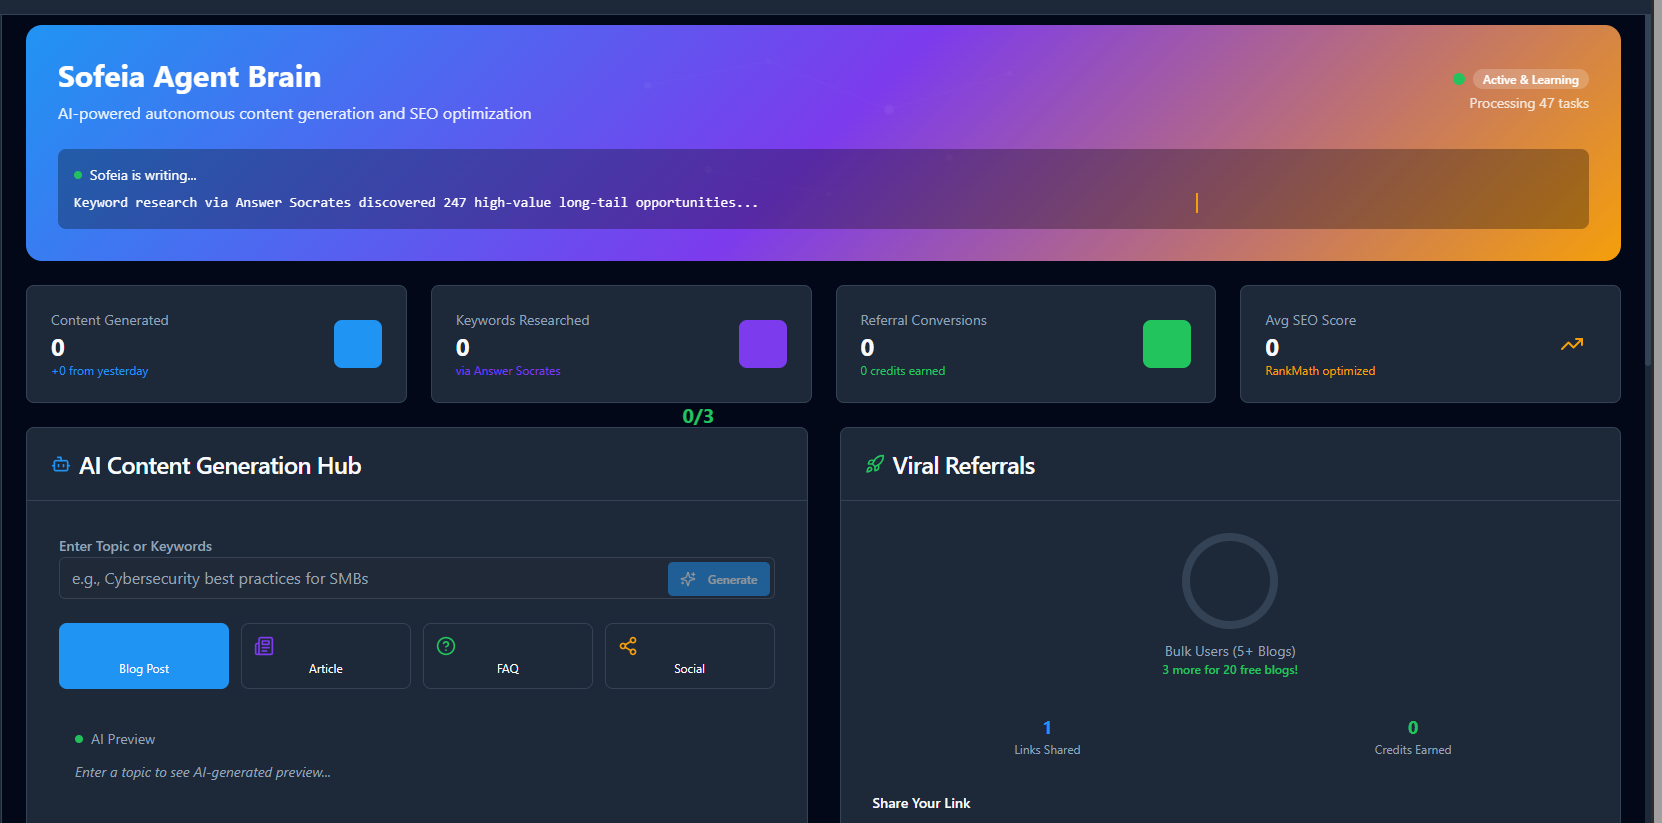 Sofeia Agent Brain
AI-powered autonomous content generation and SEO optimization
Active & Learning
Processing 47 tasks
Sofeia is writing...
Keyword research via Answer Socrates discovered 247 high-value long-tail opportunities...
Content Generated
0
+0 from yesterday
Keywords Researched
0
via Answer Socrates
Referral Conversions
0
0 credits earned
Avg SEO Score
0
RankMath optimized
0/3
AI Content Generation Hub
Enter Topic or Keywords
e.g., Cybersecurity best practices for SMBs
Generate
Blog Post
Article
FAQ
Social
AI Preview
Enter a topic to see AI-generated preview...
Viral Referrals
Bulk Users (5+ Blogs)
3 more for 20 free blogs!
1
Links Shared
0
Credits Earned
Share Your Link